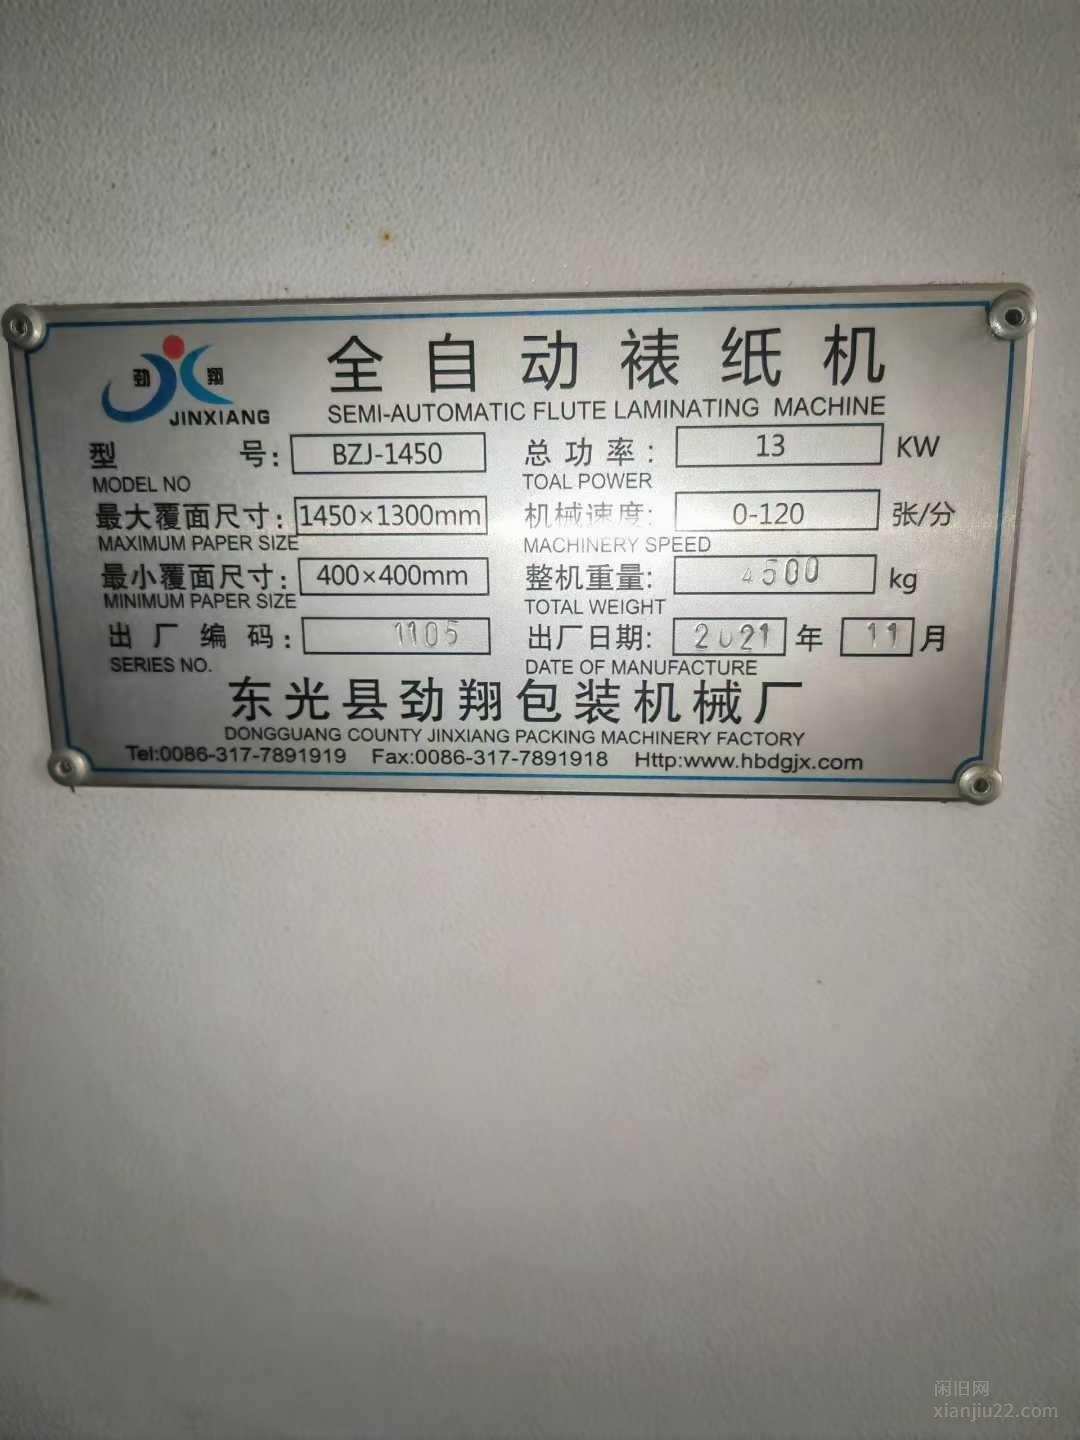 劲翔
JINXIANG
全自动裱纸机
SEMI-AUTOMATIC FLUTE LAMINATING MACHINE
型号: BZJ-1450 总功率: 13 KW
MODEL NO TOAL POWER
最大覆面尺寸: 1450×1300mm 机械速度: 0-120 张/分
MAXIMUM PAPER SIZE MACHINERY SPEED
最小覆面尺寸: 400×400mm 整机重量: 4500 kg
MINIMUM PAPER SIZE TOTAL WEIGHT
出厂编码: 1105 出厂日期: 2021 年 11 月
SERIES NO. DATE OF MANUFACTURE
东光县劲翔包装机械厂
DONGGUANG COUNTY JINXIANG PACKING MACHINERY FACTORY
Tel:0086-317-7891919 Fax:0086-317-7891918 Http:www.hbdgjx.com
闲旧网
xianjiu22.com